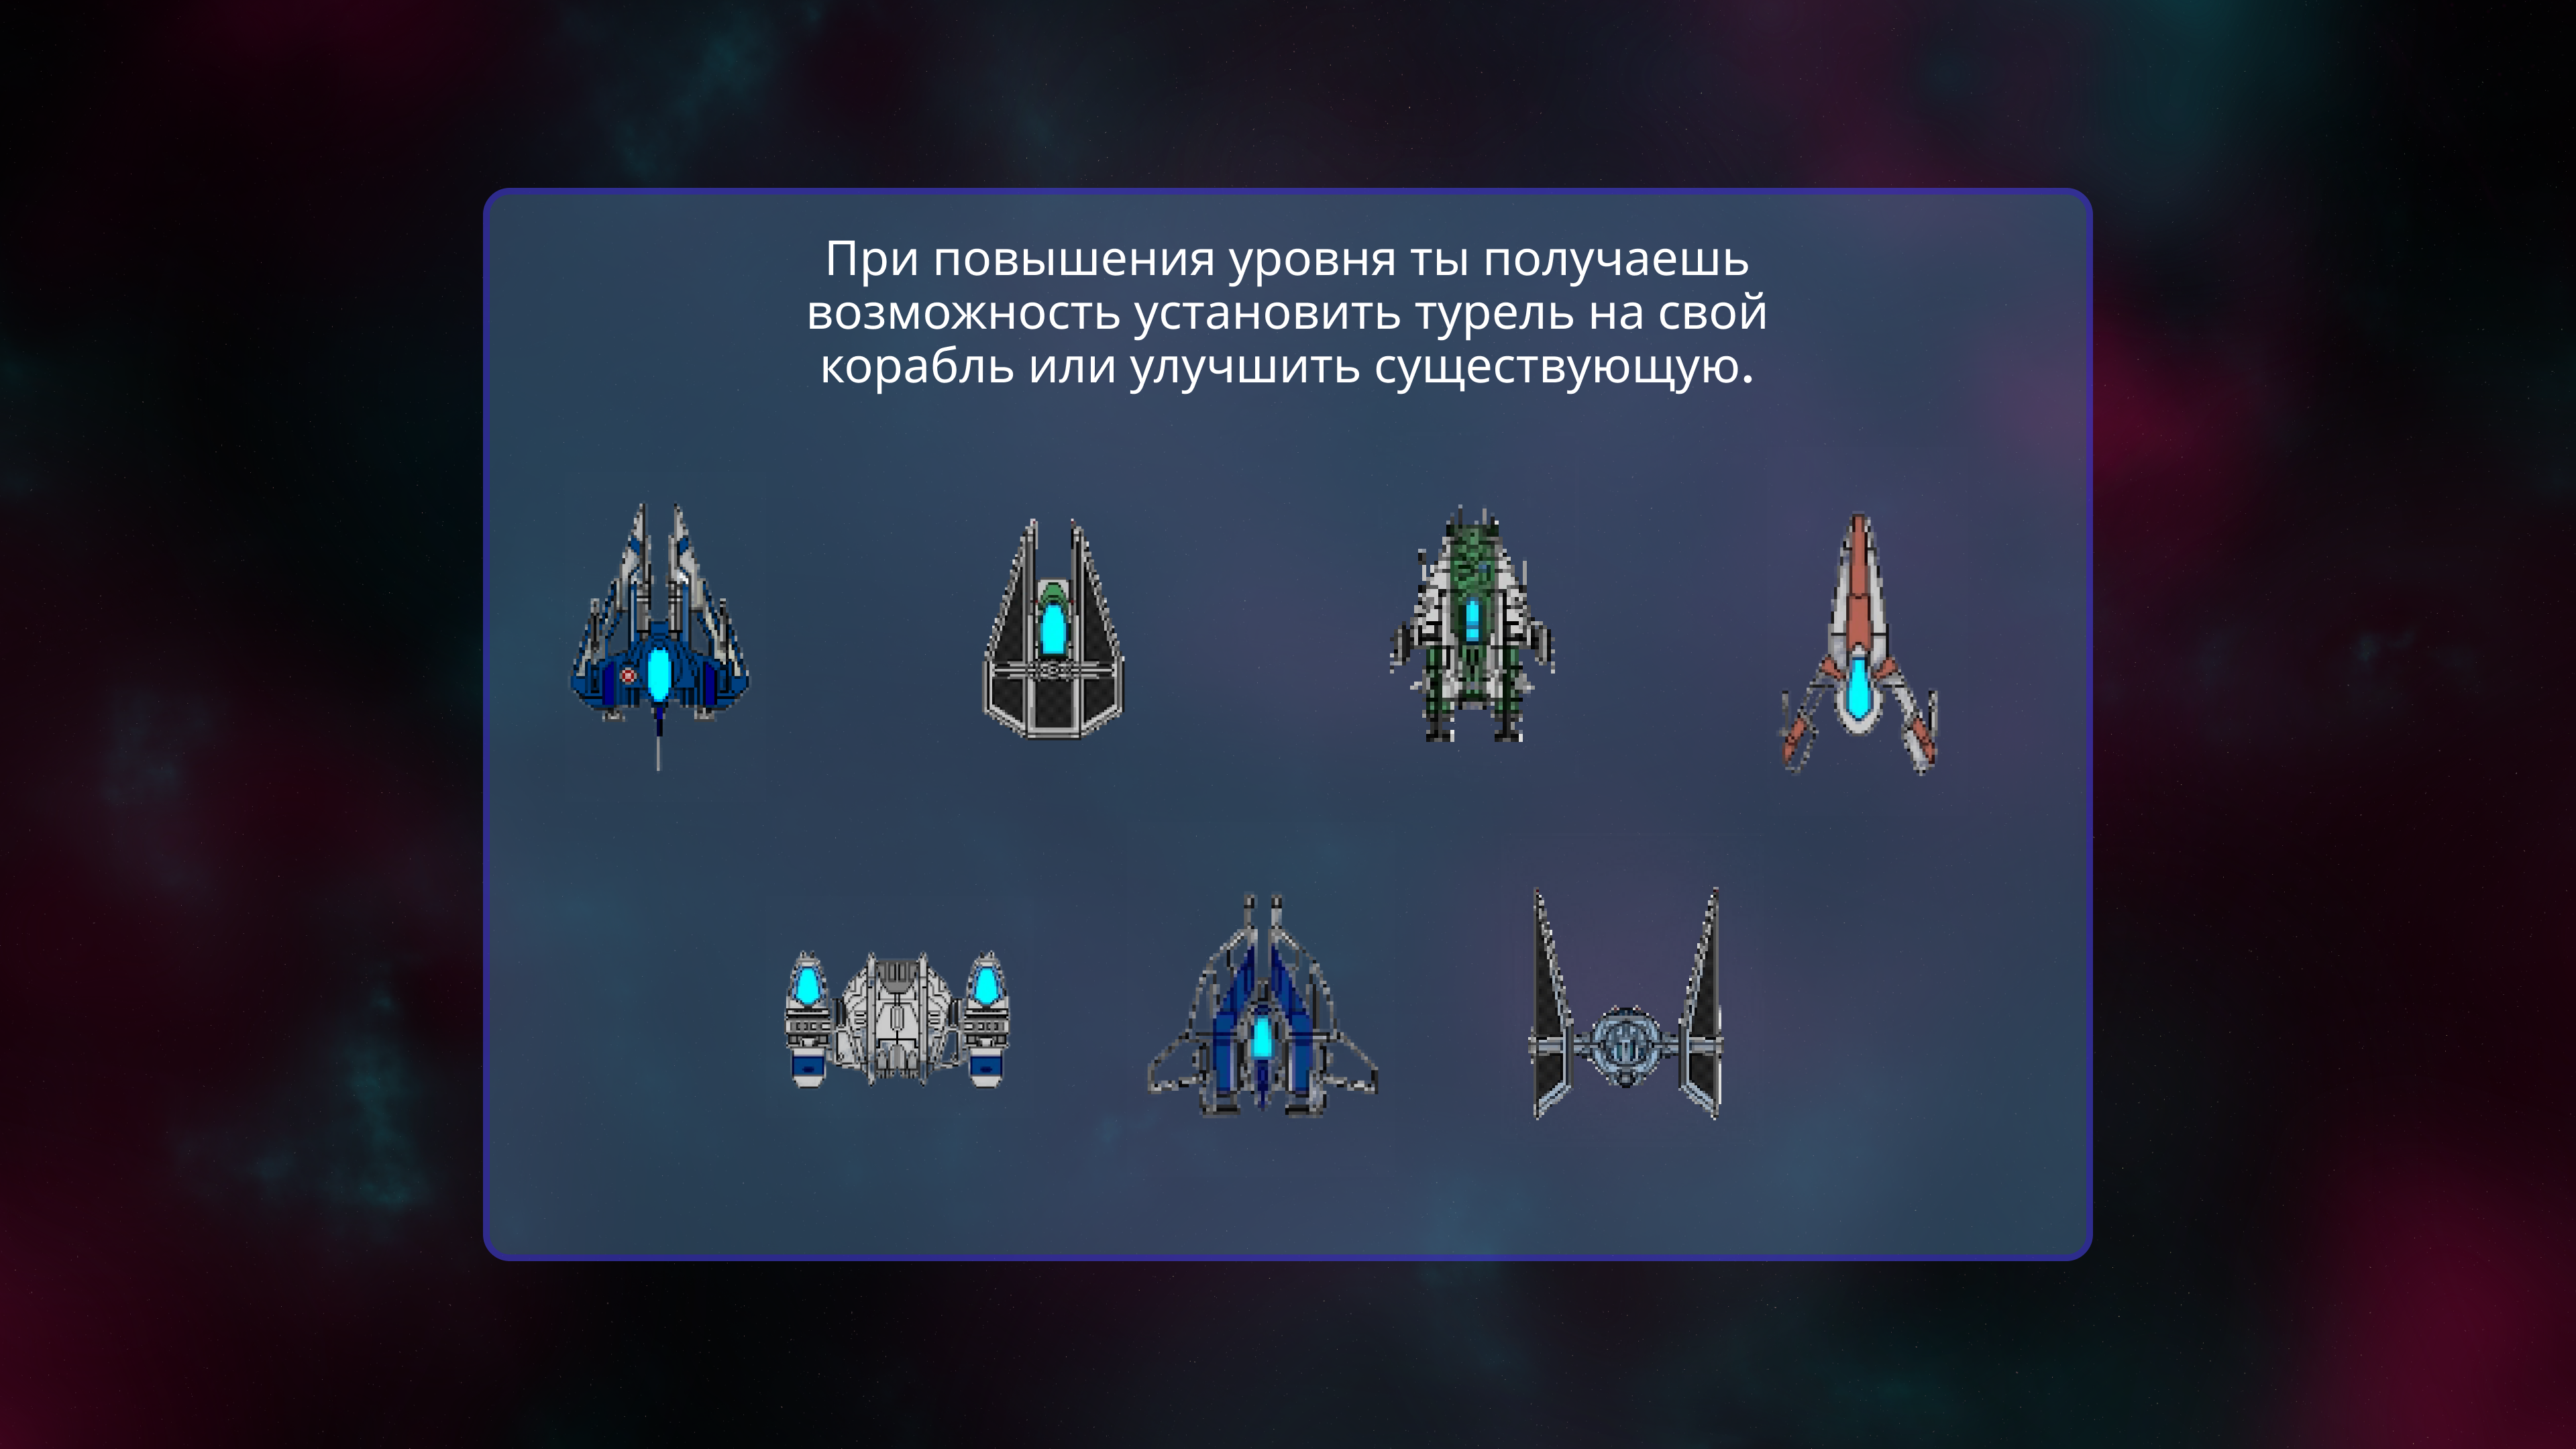 При повышения уровня ты получаешь
возможность установить турель на свой
корабль или улучшить существующую.